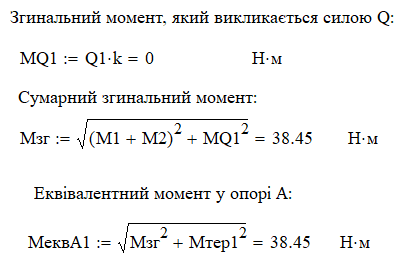 Згинальний момент, який викликається силою Q:
MQ1 := Q1·k = 0 Н·м
Сумарний згинальний момент:
Мзг := √((M1 + M2)² + MQ1²) = 38.45 Н·м
Еквівалентний момент у опорі А:
МеквА1 := √(Мзг² + Мтер1²) = 38.45 Н·м